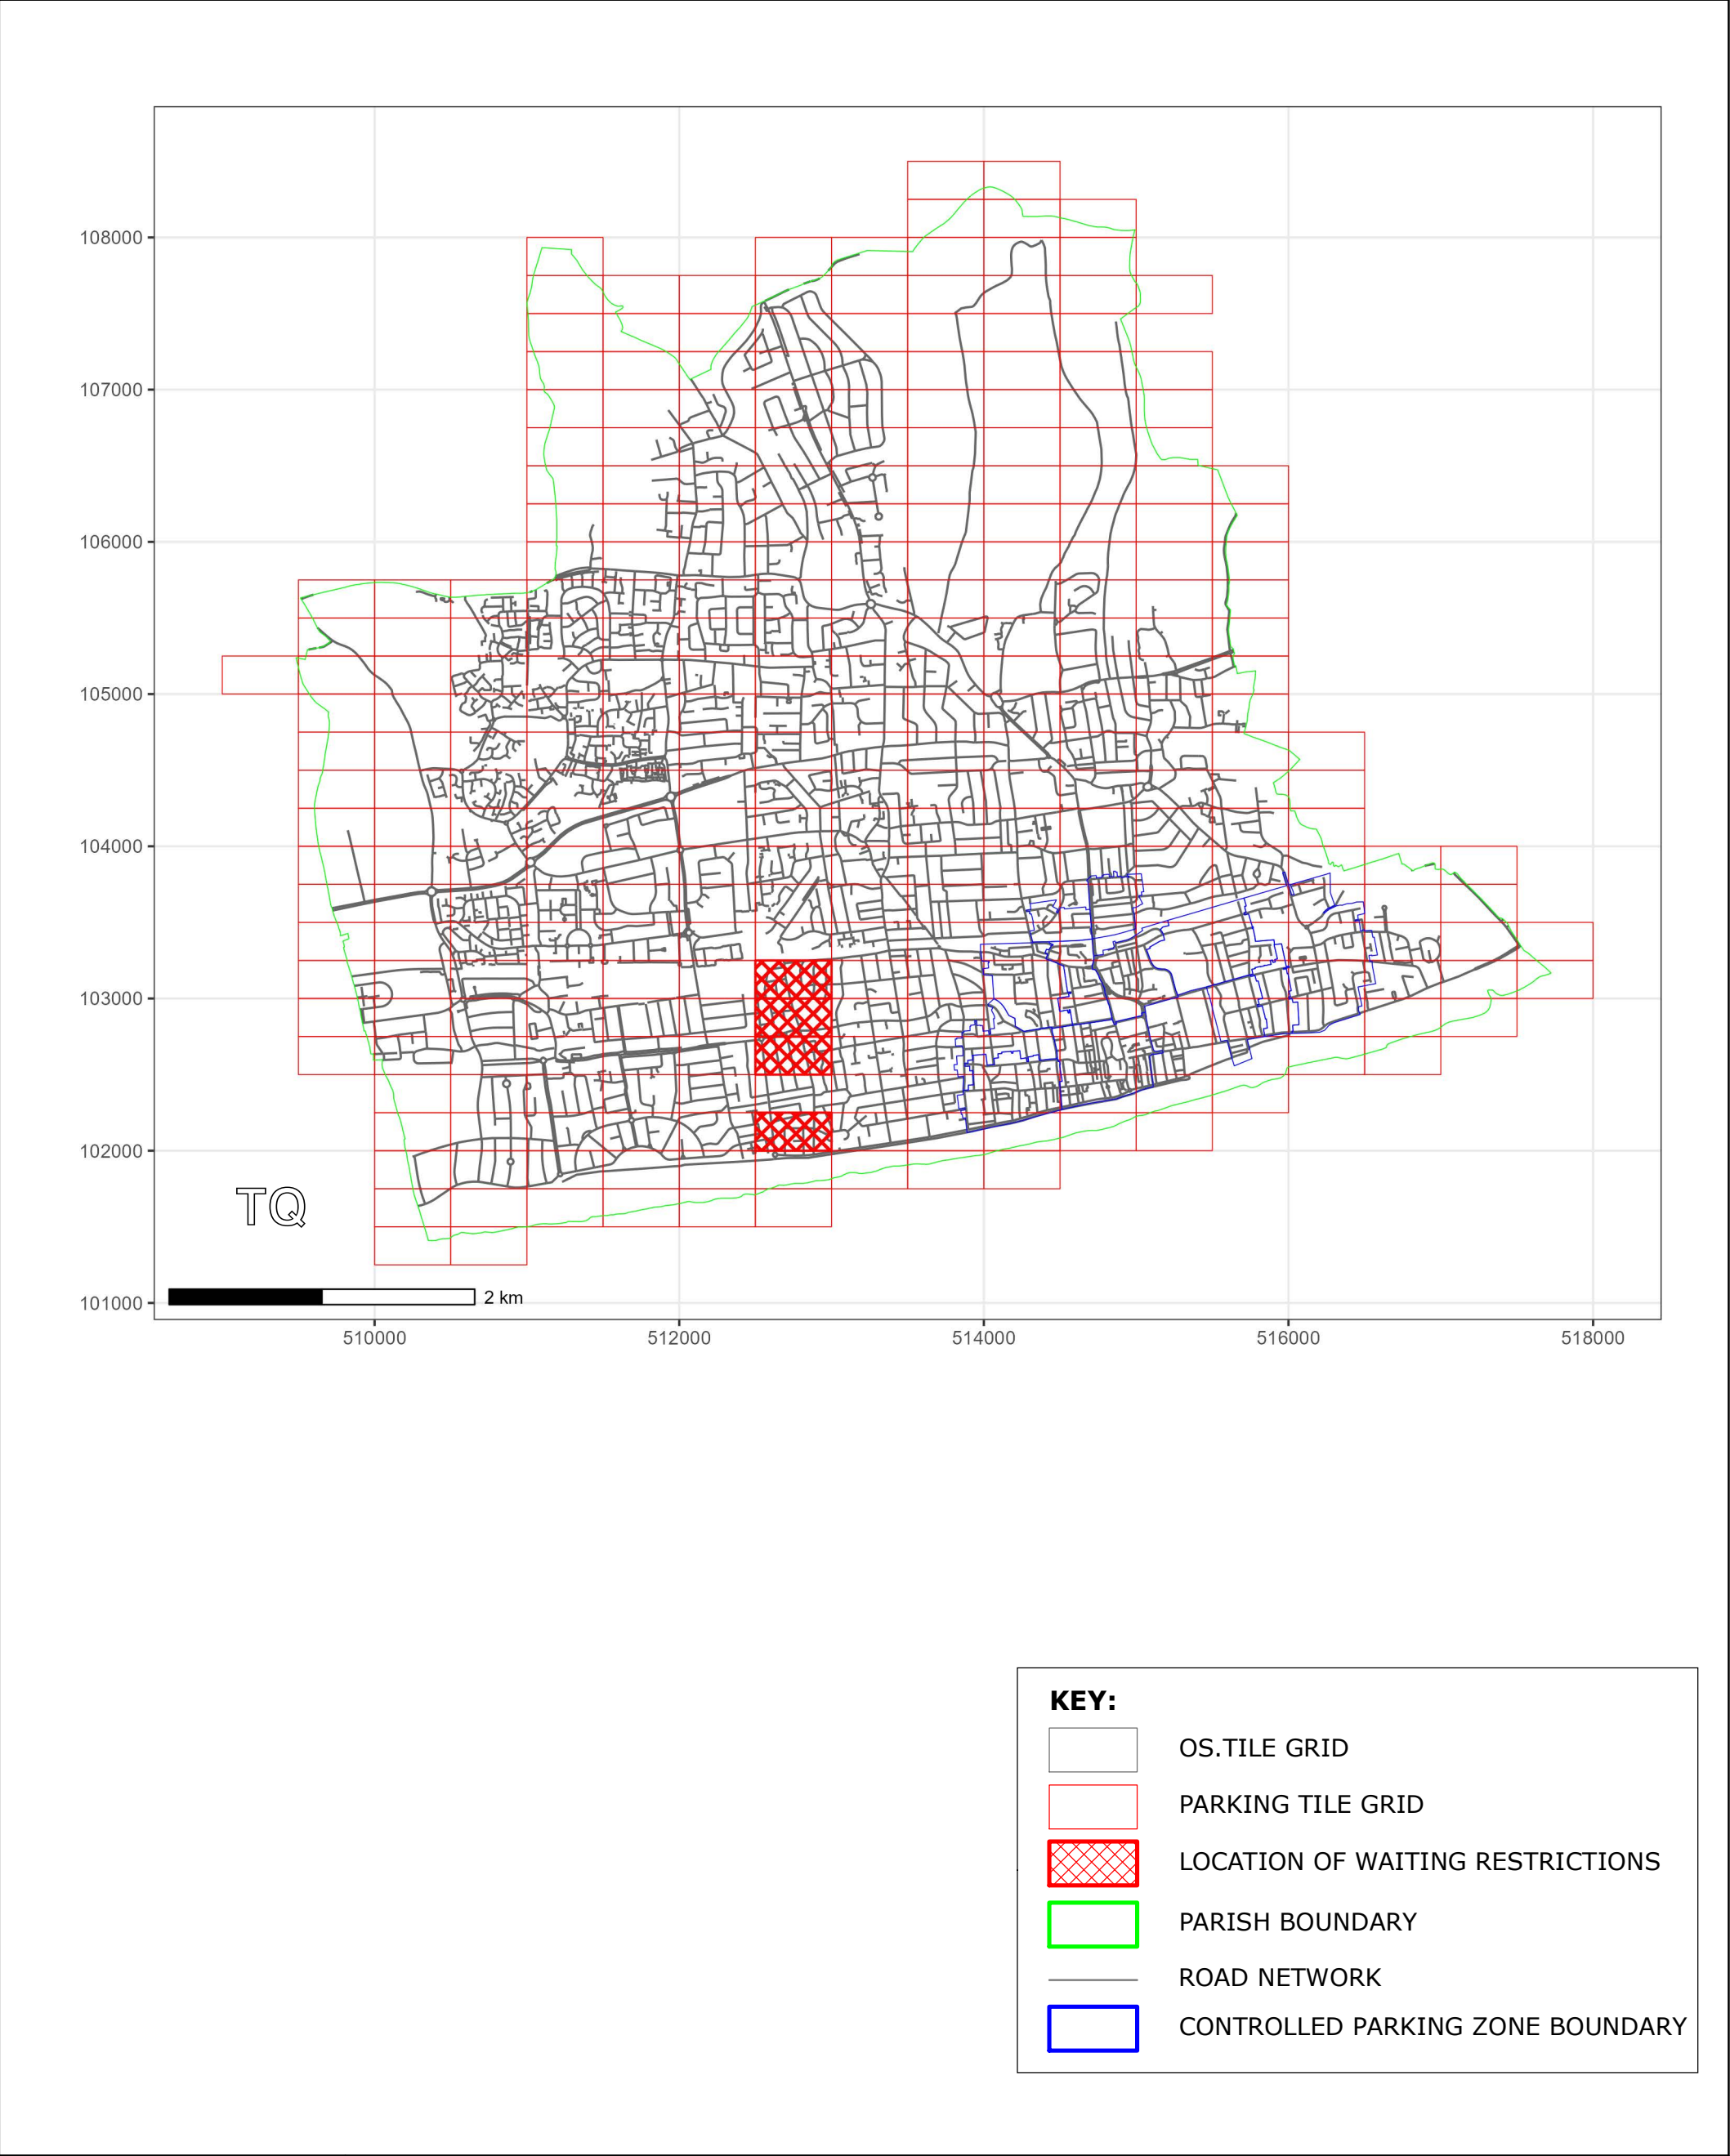 108000
107000
106000
105000
104000
103000
102000
101000
TQ
2 km
510000 512000 514000 516000 518000
KEY:
OS.TILE GRID
PARKING TILE GRID
LOCATION OF WAITING RESTRICTIONS
PARISH BOUNDARY
ROAD NETWORK
CONTROLLED PARKING ZONE BOUNDARY